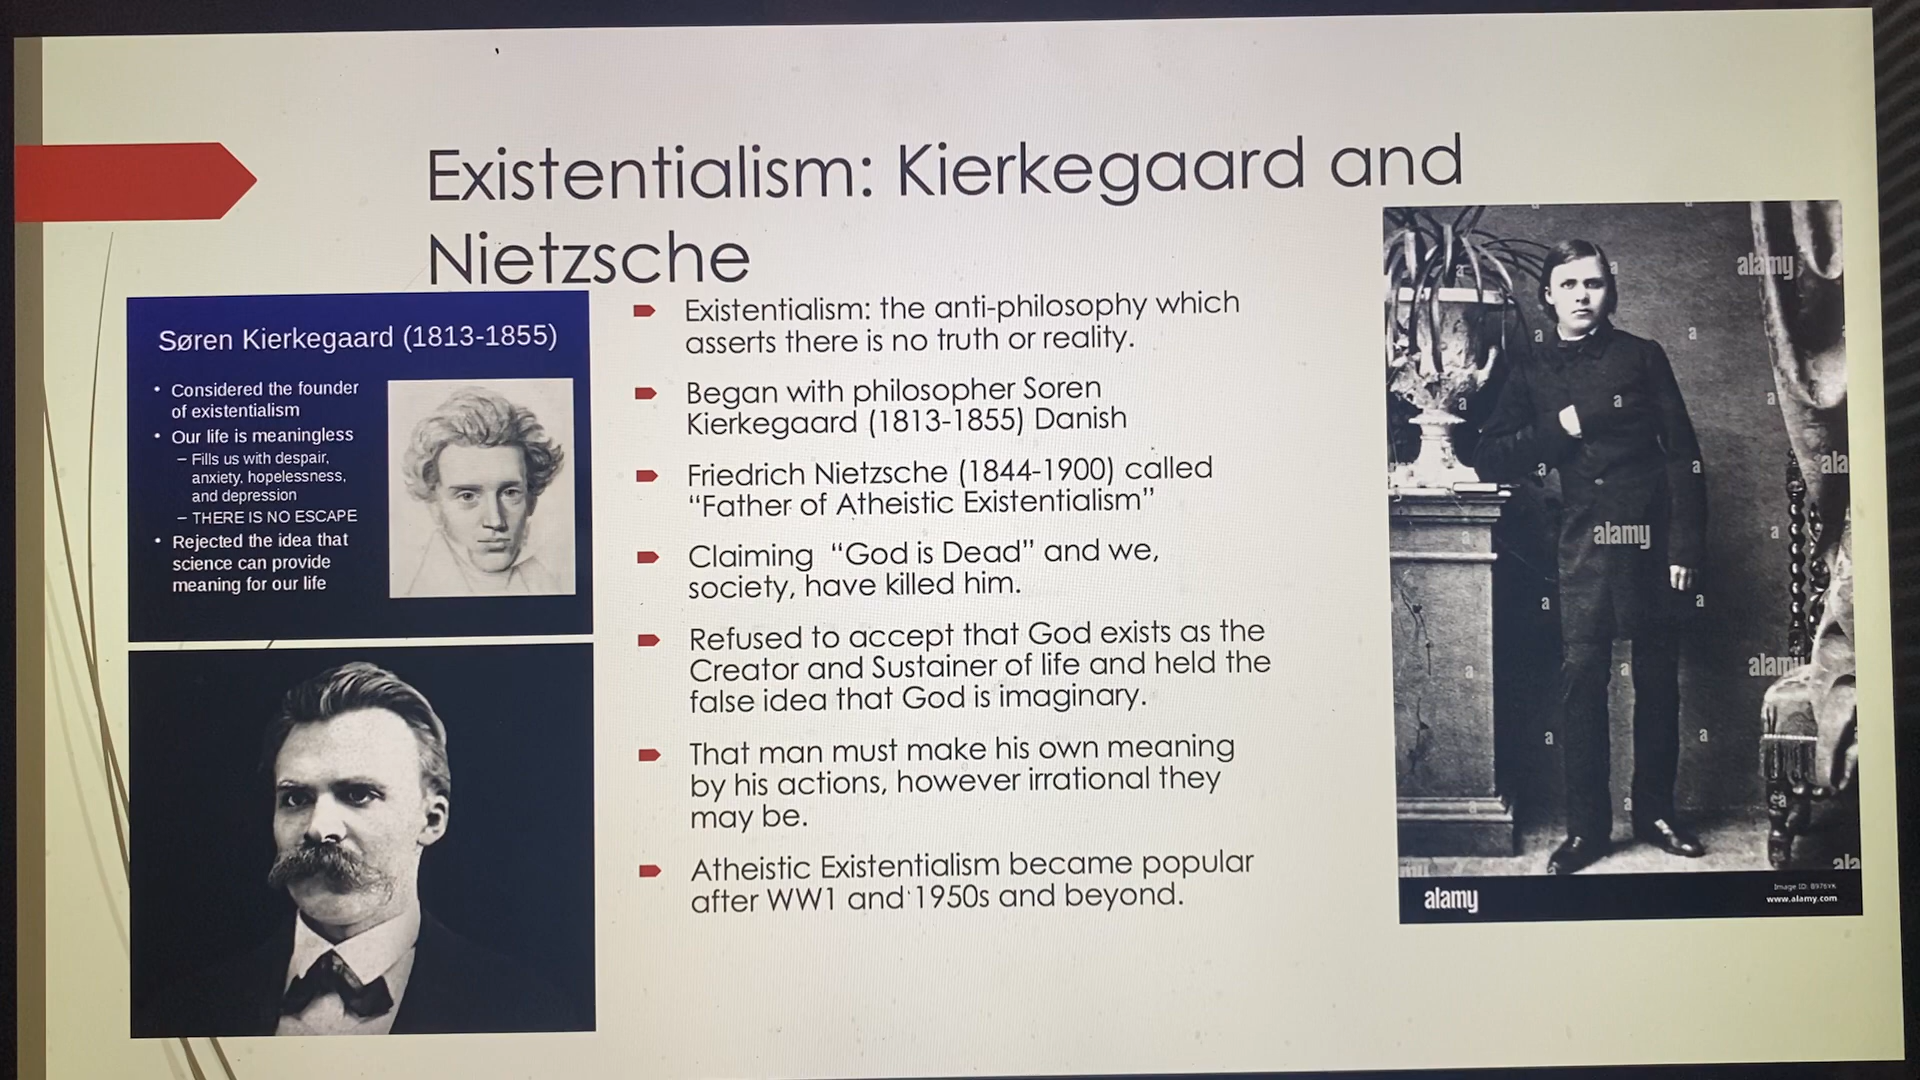 Existentialism: Kierkegaard and
Nietzsche
Søren Kierkegaard (1813-1855)
• Considered the founder
of existentialism
• Our life is meaningless
– Fills us with despair,
anxiety, hopelessness,
and depression
– THERE IS NO ESCAPE
• Rejected the idea that
science can provide
meaning for our life
Existentialism: the anti-philosophy which
asserts there is no truth or reality.
Began with philosopher Soren
Kierkegaard (1813-1855) Danish
Friedrich Nietzsche (1844-1900) called
“Father of Atheistic Existentialism”
Claiming “God is Dead” and we,
society, have killed him.
Refused to accept that God exists as the
Creator and Sustainer of life and held the
false idea that God is imaginary.
That man must make his own meaning
by his actions, however irrational they
may be.
Atheistic Existentialism became popular
after WW1 and 1950s and beyond.
alamy
alamy
alamy
alamy
www.alamy.com